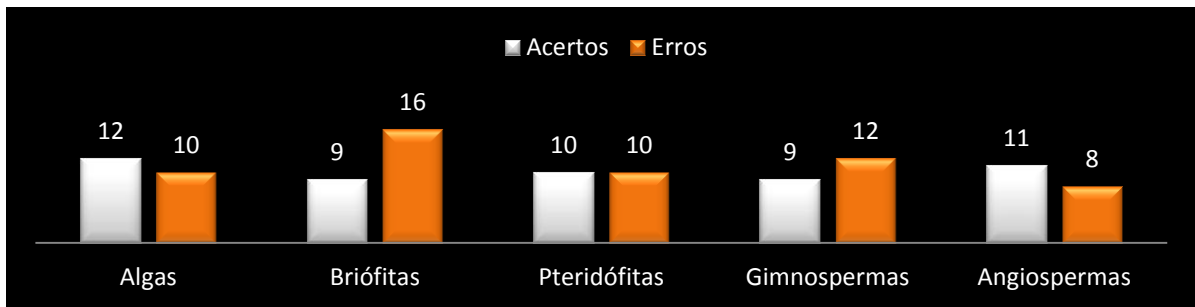 Acertos Erros
12 10 9 16 10 10 9 12 11 8
Algas Briófitas Pteridófitas Gimnospermas Angiospermas